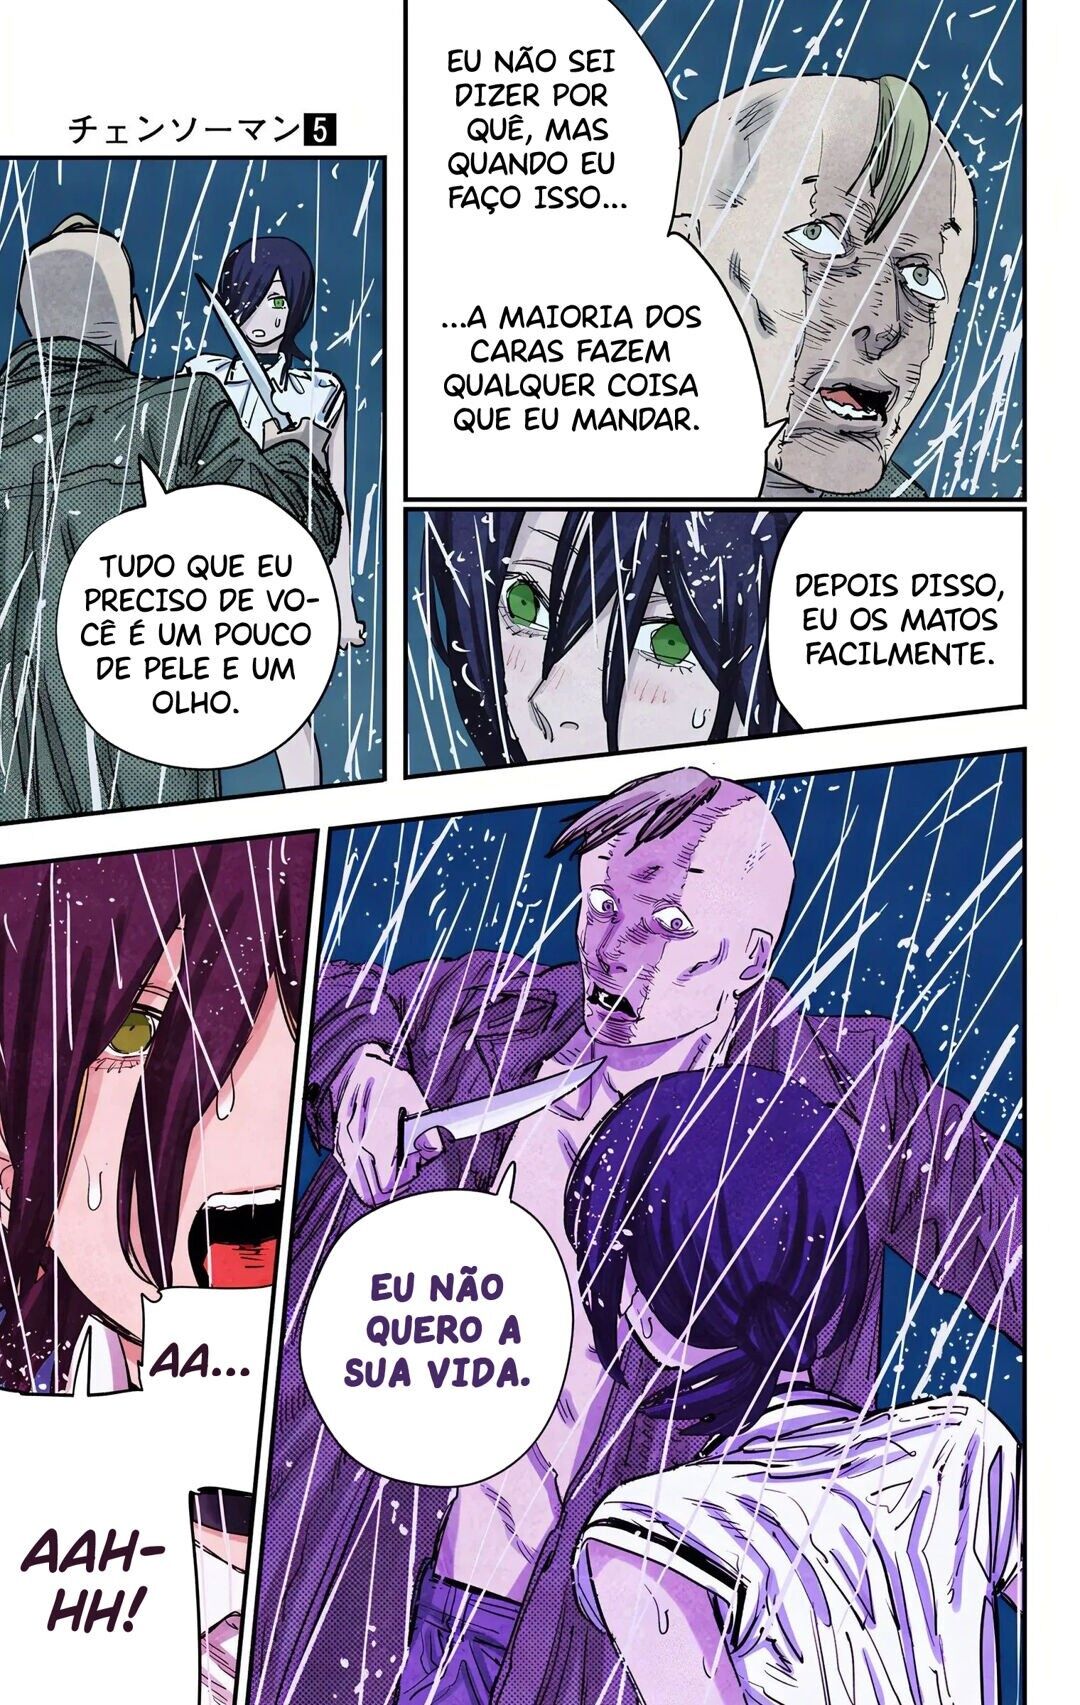 EU NÃO SEI
DIZER POR
QUÊ, MAS
QUANDO EU
FAÇO ISSO...
...A MAIORIA DOS
CARAS FAZEM
QUALQUER COISA
QUE EU MANDAR.
チェンソーマン5
TUDO QUE EU
PRECISO DE VO-
CÊ É UM POUCO
DE PELE E UM
OLHO.
DEPOIS DISSO,
EU OS MATOS
FACILMENTE.
EU NÃO
QUERO A
SUA VIDA.
AA...
AAH-
HH!